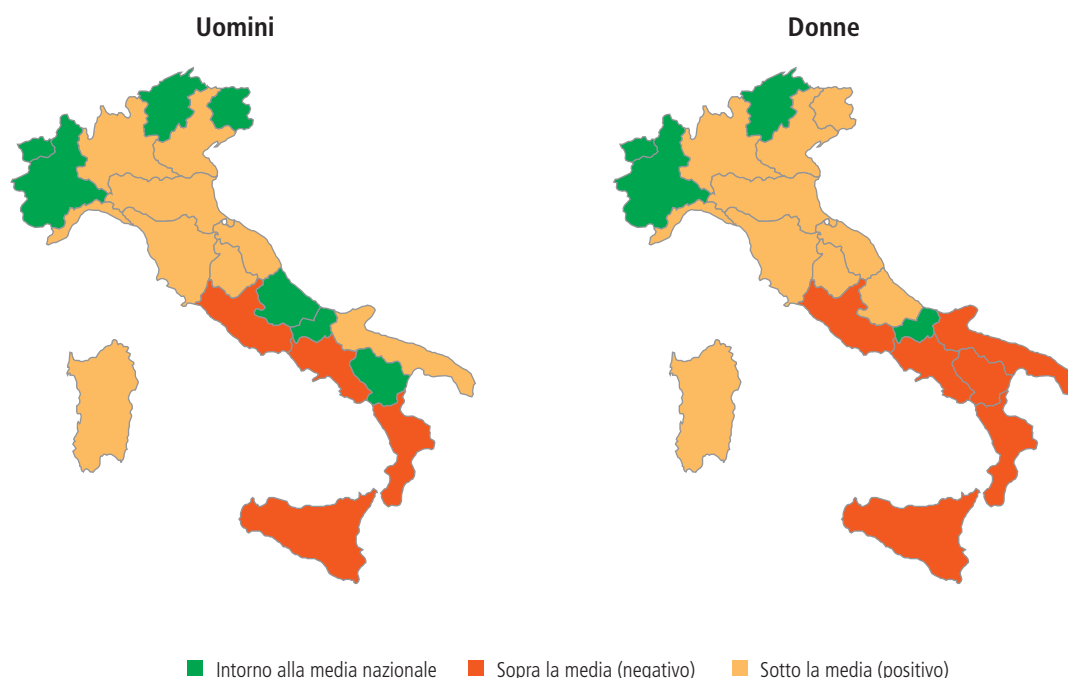 Uomini
Donne
Intorno alla media nazionale
Sopra la media (negativo)
Sotto la media (positivo)